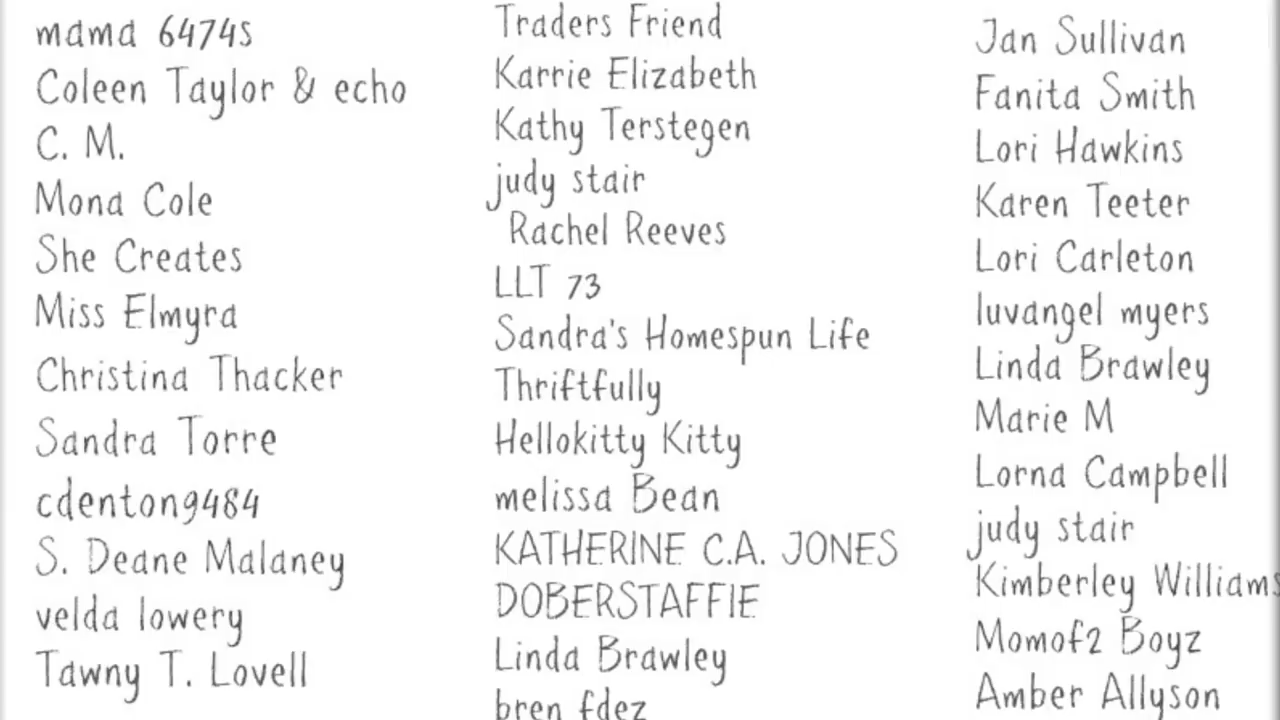 mama 6474s
Coleen Taylor & echo
C. M.
Mona Cole
She Creates
Miss Elmyra
Christina Thacker
Sandra Torre
cdenton9484
S. Deane Malaney
velda lowery
Tawny T. Lovell
Traders Friend
Karrie Elizabeth
Kathy Terstegen
judy stair
Rachel Reeves
LLT 73
Sandra's Homespun Life
Thriftfully
Hellokitty Kitty
melissa Bean
KATHERINE C.A. JONES
DOBERSTAFFIE
Linda Brawley
bren fdez
Jan Sullivan
Fanita Smith
Lori Hawkins
Karen Teeter
Lori Carleton
luvangel myers
Linda Brawley
Marie M
Lorna Campbell
judy stair
Kimberley Williams
Momof2 Boyz
Amber Allyson